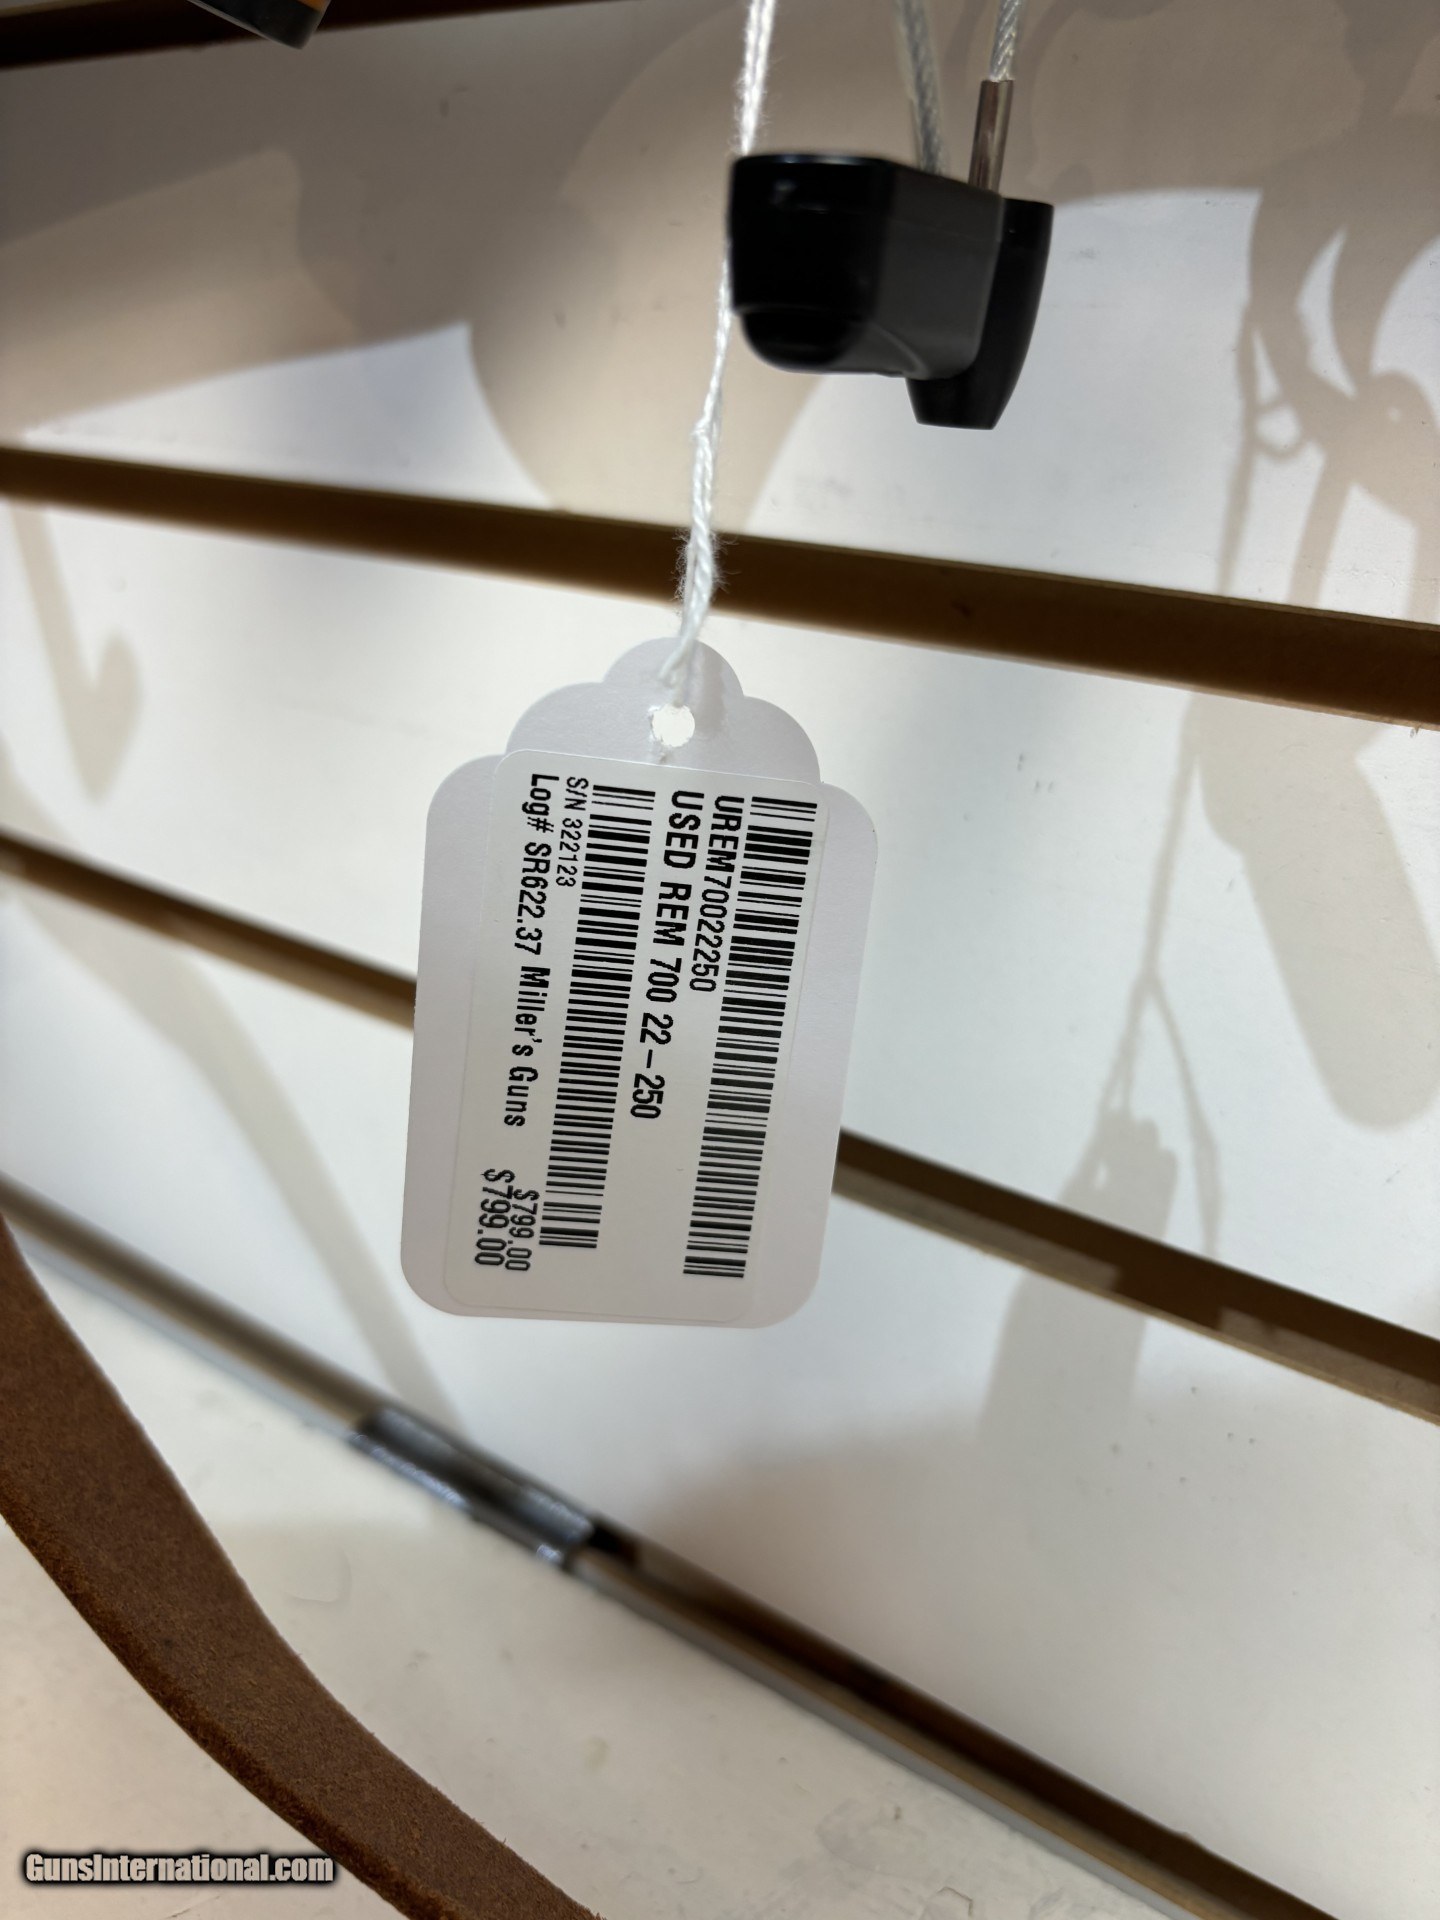 UREM70022250
USED REM 700 22-250
S/N 322123
Log# SR622.37 Miller's Guns
$799.00
$799.00
GunsInternational.com